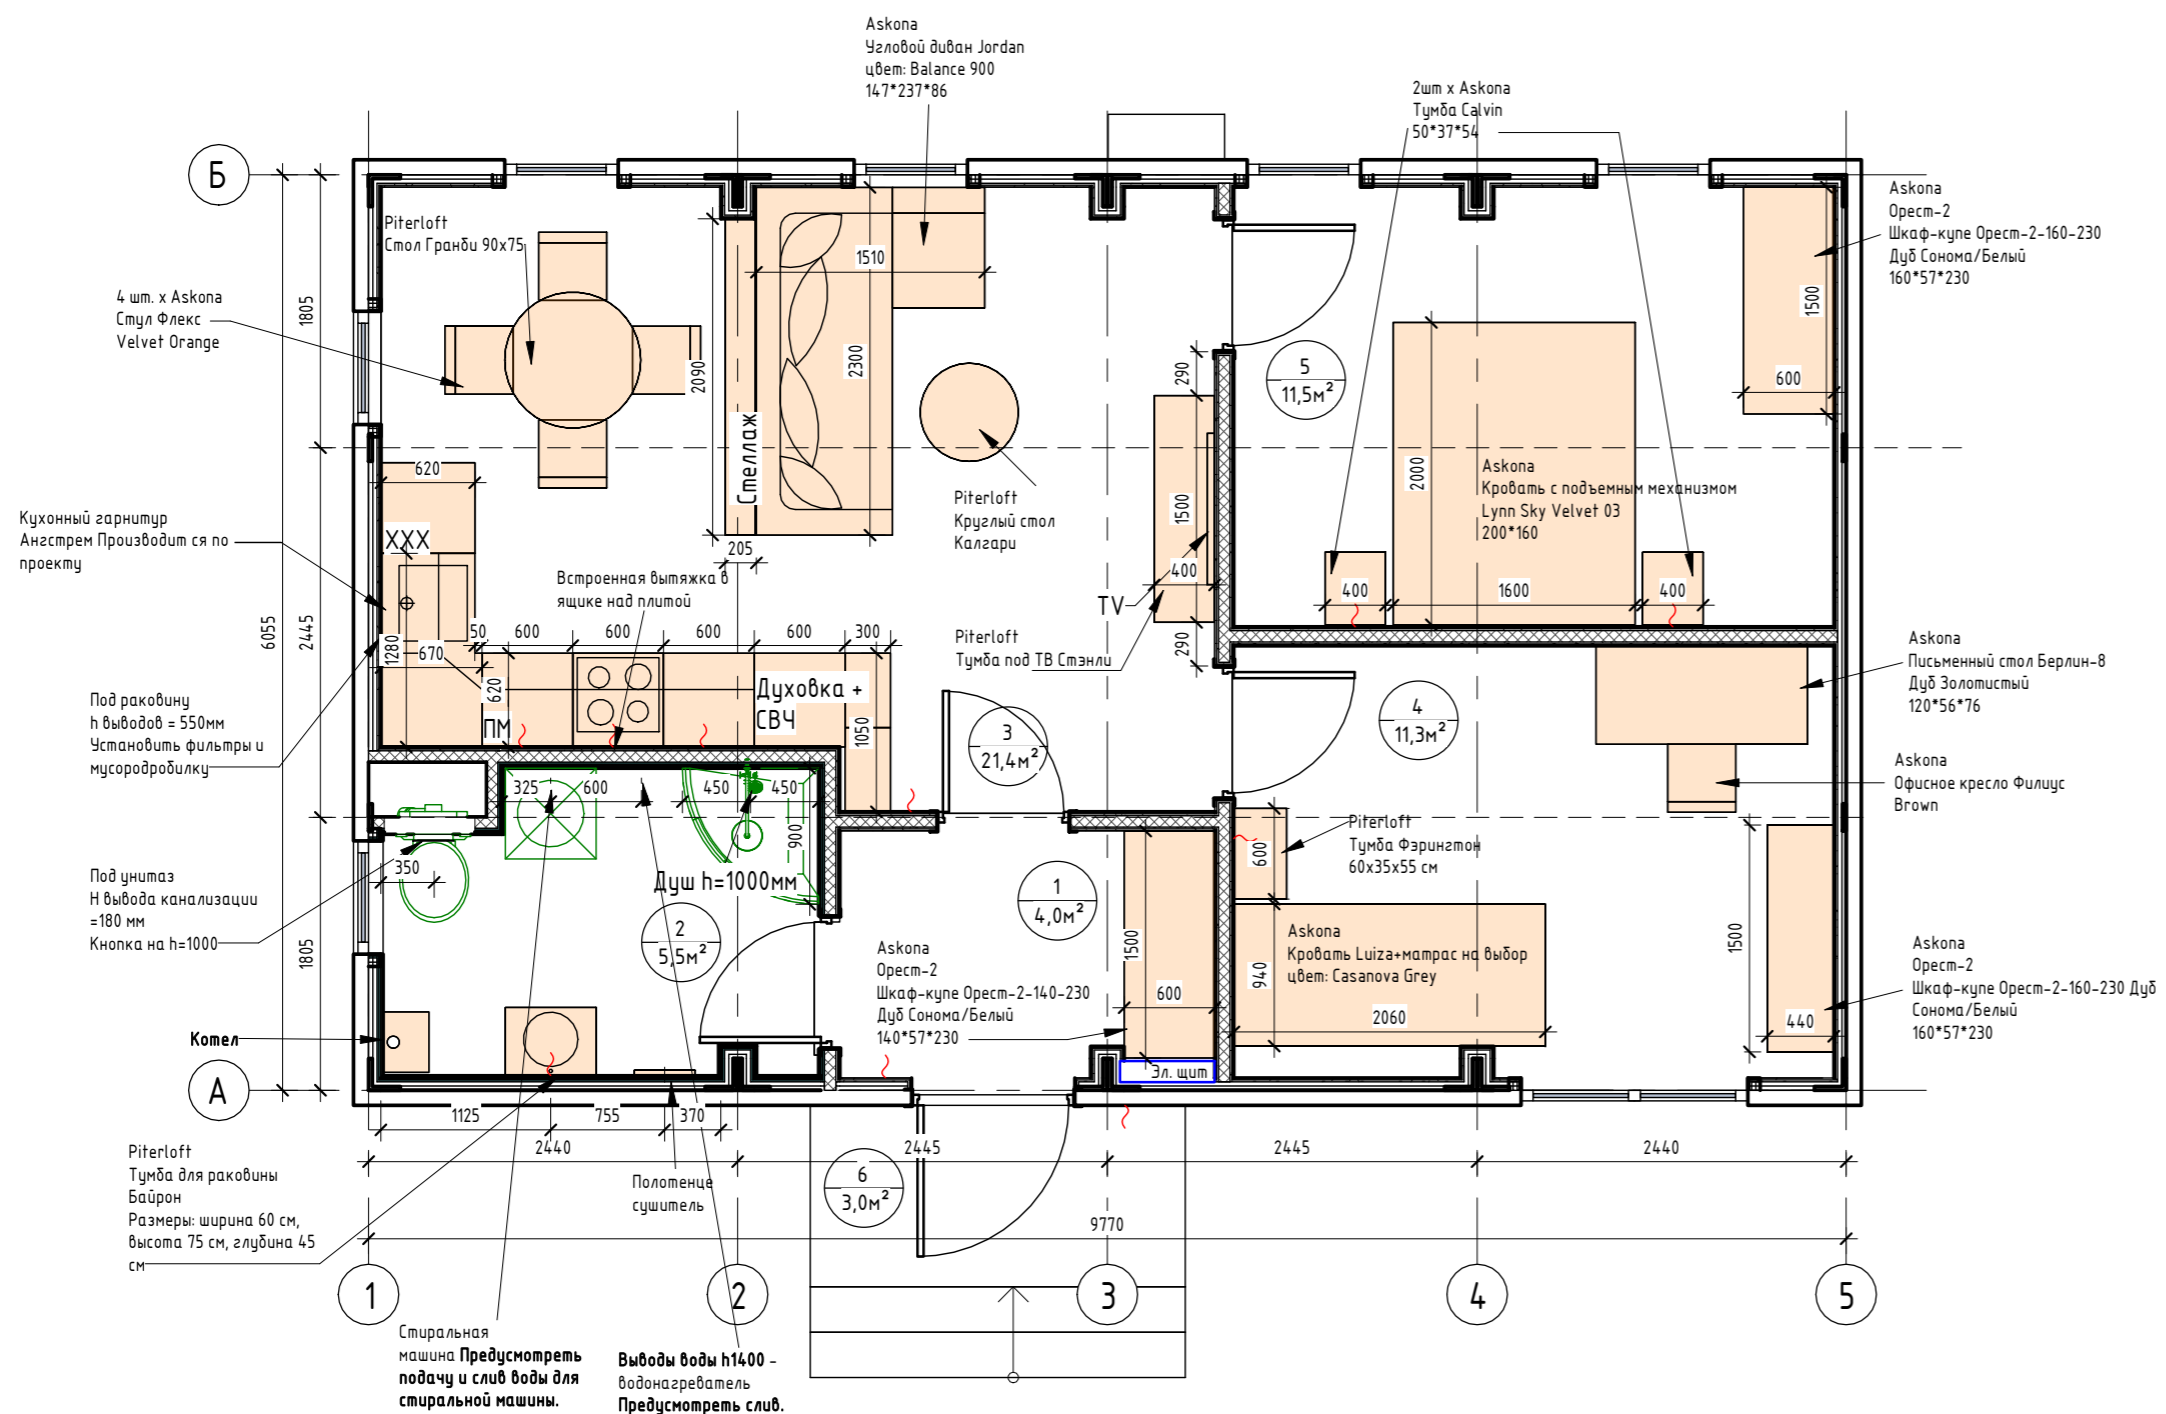 Askona
Угловой диван Jordan
цвет: Balance 900
147*237*86
2шт х Askona
Тумба Calvin
50*37*54
Б
Askona
Орест-2
Шкаф-купе Орест-2-160-230
Дуб Сонома/Белый
160*57*230
Piterloft
Стол Гранби 90х75
4 шт. х Askona
Стул Флекс
Velvet Orange
1805
1510
2090
2300
Стеллаж
290
5
11,5м²
1500
600
620
2000
Askona
Кровать с подъемным механизмом
Lynn Sky Velvet 03
200*160
Piterloft
Круглый стол
Калгари
1500
Кухонный гарнитур
Ангстрем Производит ся по
проекту
XXX
205
Встроенная вытяжка в
ящике над плитой
400
TV
400
1600
400
6055
2445
1280
50
600
600
600
600
300
670
620
Piterloft
Тумба под ТВ Стэнли
290
Askona
Письменный стол Берлин-8
Дуб Золотистый
120*56*76
Под раковину
h выводов = 550мм
Установить фильтры и
мусородробилку
ПМ
Духовка +
СВЧ
1050
3
21,4м²
4
11,3м²
Askona
Офисное кресло Филиус
Brown
325
600
450
450
900
350
Душ h=1000мм
Piterloft
Тумба Фэрингтон
60х35х55 см
600
Под унитаз
Н вывода канализации
=180 мм
Кнопка на h=1000
1805
2
5,5м²
1
4,0м²
1500
600
Askona
Орест-2
Шкаф-купе Орест-2-140-230
Дуб Сонома/Белый
140*57*230
Askona
Кровать Luiza+матрас на выбор
цвет: Casanova Grey
940
2060
1500
440
Askona
Орест-2
Шкаф-купе Орест-2-160-230 Дуб
Сонома/Белый
160*57*230
Котел
Эл. щит
А
1125
755
370
2440
2445
2445
2440
Piterloft
Тумба для раковины
Байрон
Размеры: ширина 60 см,
высота 75 см, глубина 45
см
Полотенце
сушитель
6
3,0м²
9770
1
2
3
4
5
Стиральная
машина Предусмотреть
подачу и слив воды для
стиральной машины.
Выводы воды h1400 -
водонагреватель
Предусмотреть слив.